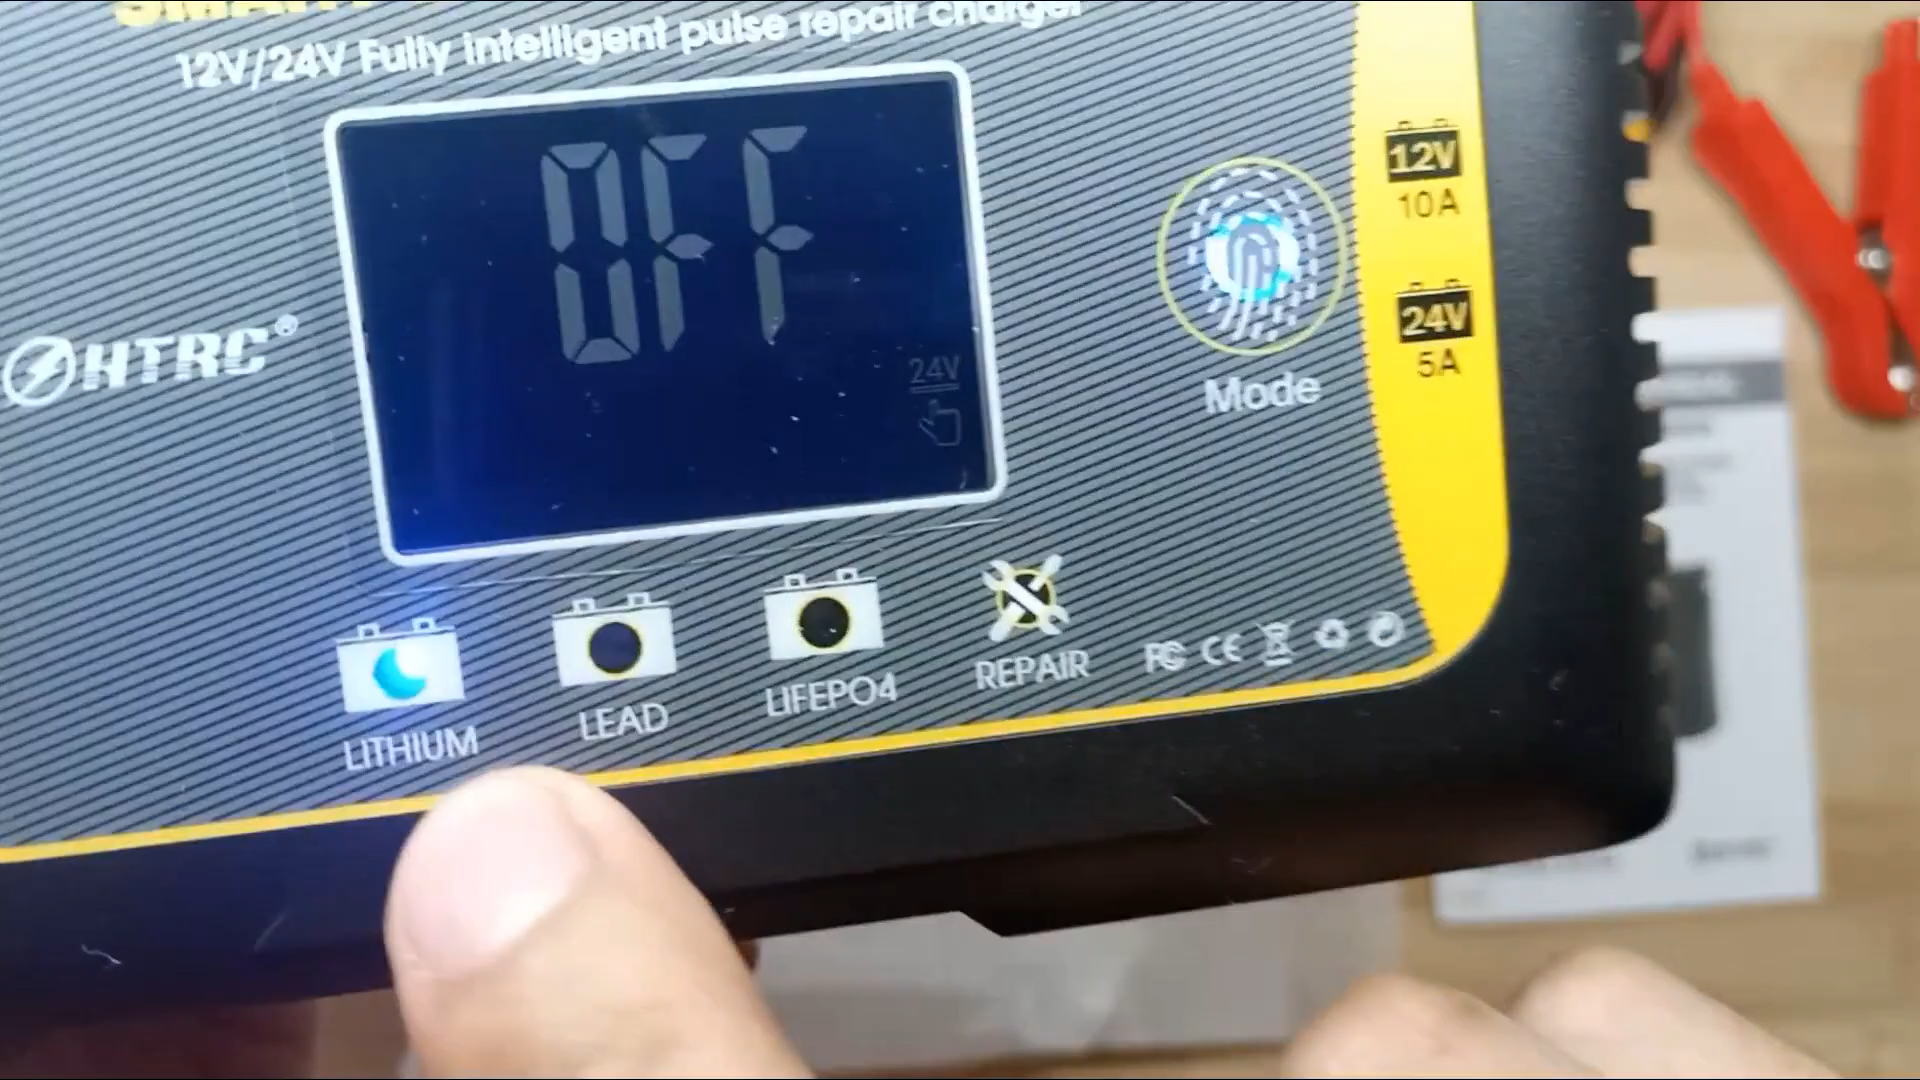 SMART
12V/24V Fully intelligent pulse repair charger
OFF
24V
HTRC®
Mode
12V
10A
24V
5A
LITHIUM
LEAD
LIFEPO4
REPAIR
FC CE